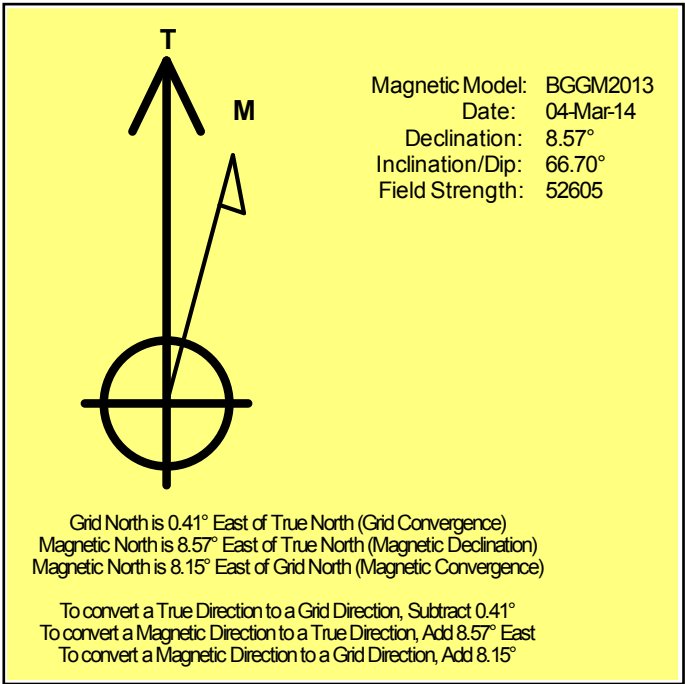 T
M
Magnetic Model: BGGM2013
Date: 04-Mar-14
Declination: 8.57°
Inclination/Dip: 66.70°
Field Strength: 52605
Grid North is 0.41° East of True North (Grid Convergence)
Magnetic North is 8.57° East of True North (Magnetic Declination)
Magnetic North is 8.15° East of Grid North (Magnetic Convergence)
To convert a True Direction to a Grid Direction, Subtract 0.41°
To convert a Magnetic Direction to a True Direction, Add 8.57° East
To convert a Magnetic Direction to a Grid Direction, Add 8.15°